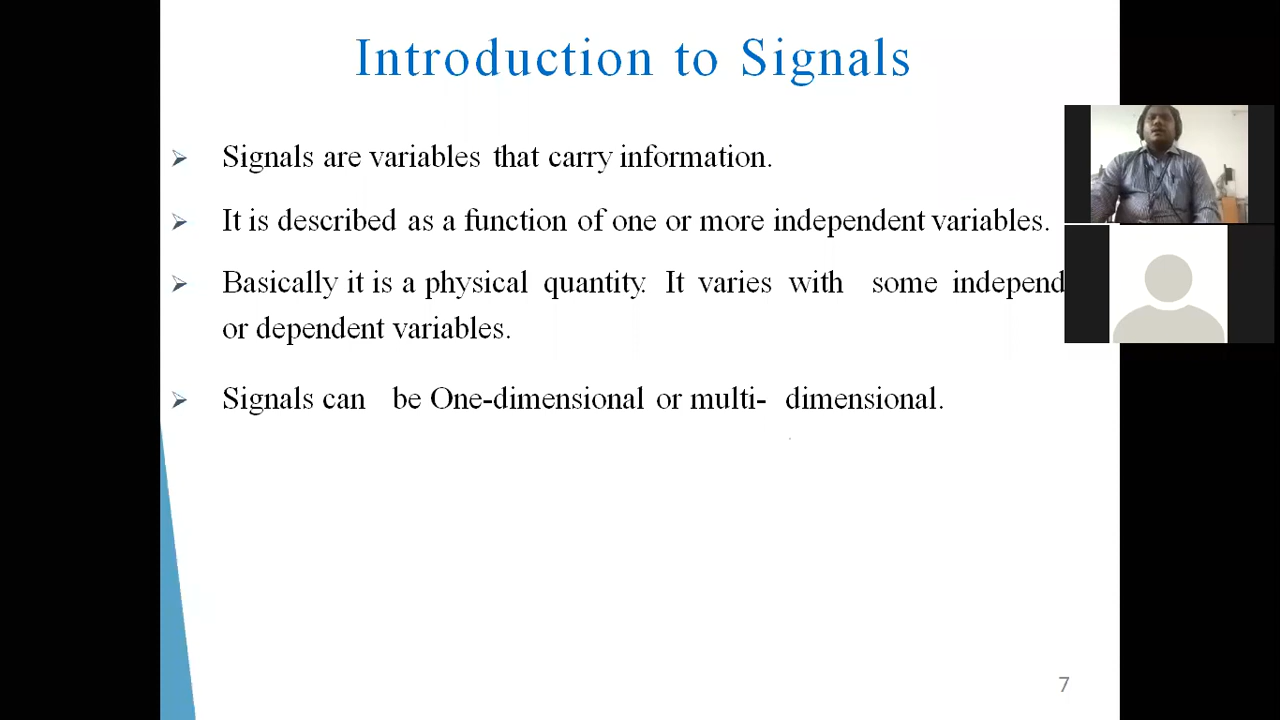 Introduction to Signals
Signals are variables that carry information.
It is described as a function of one or more independent variables.
Basically it is a physical quantity. It varies with some independ
or dependent variables.
Signals can be One-dimensional or multi- dimensional.
7